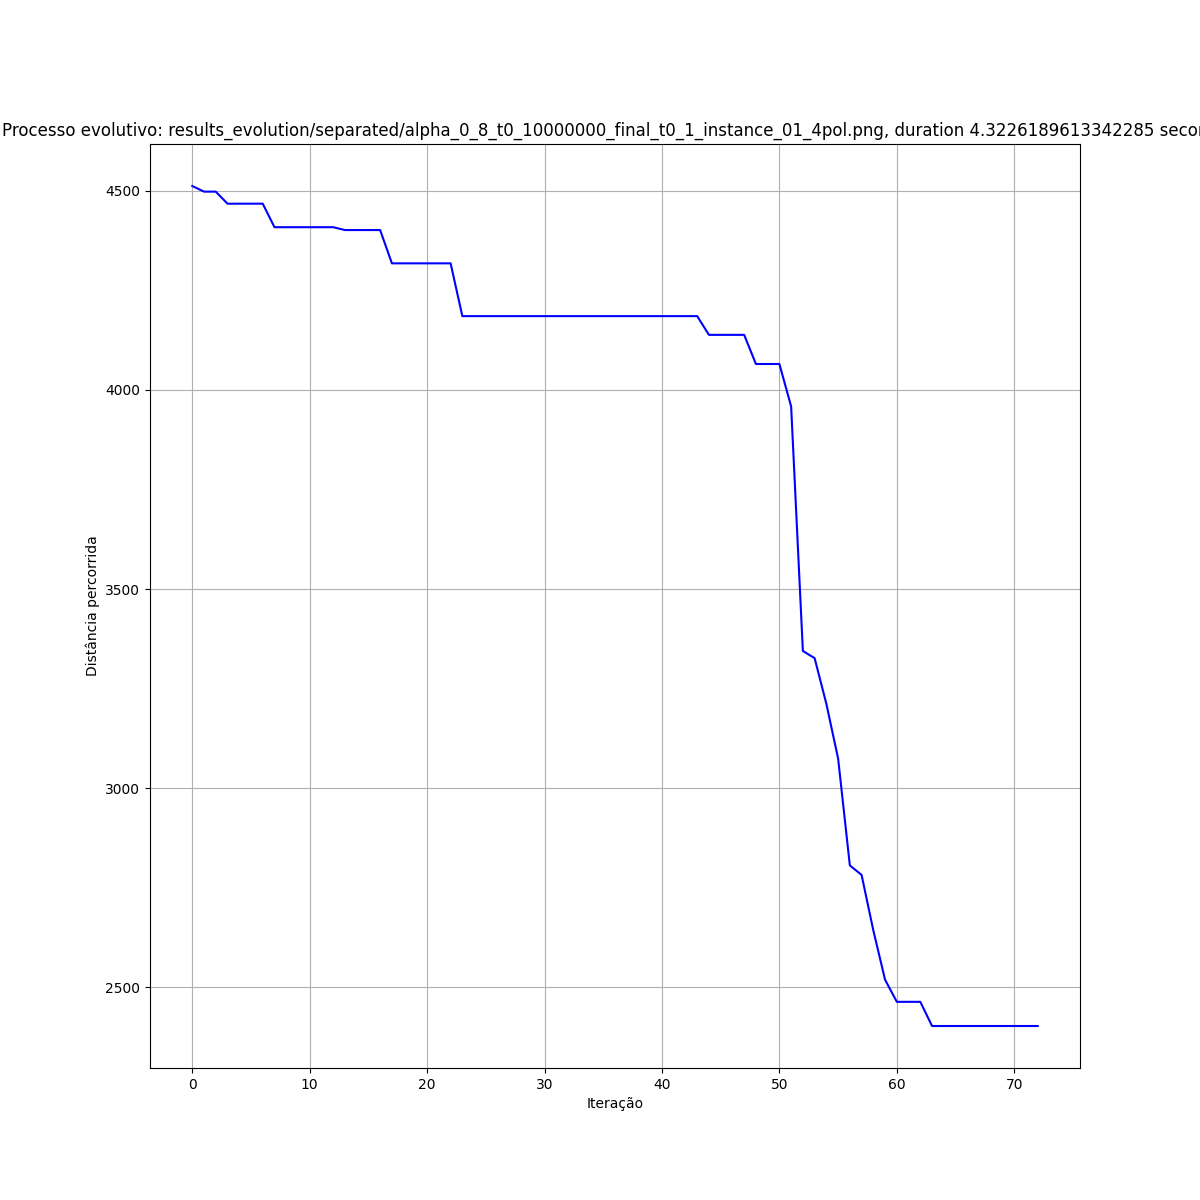 Processo evolutivo: results_evolution/separated/alpha_0_8_t0_10000000_final_t0_1_instance_01_4pol.png, duration 4.3226189613342285
4500
4000
3500
3000
2500
Distância percorrida
0 10 20 30 40 50 60 70
Iteração